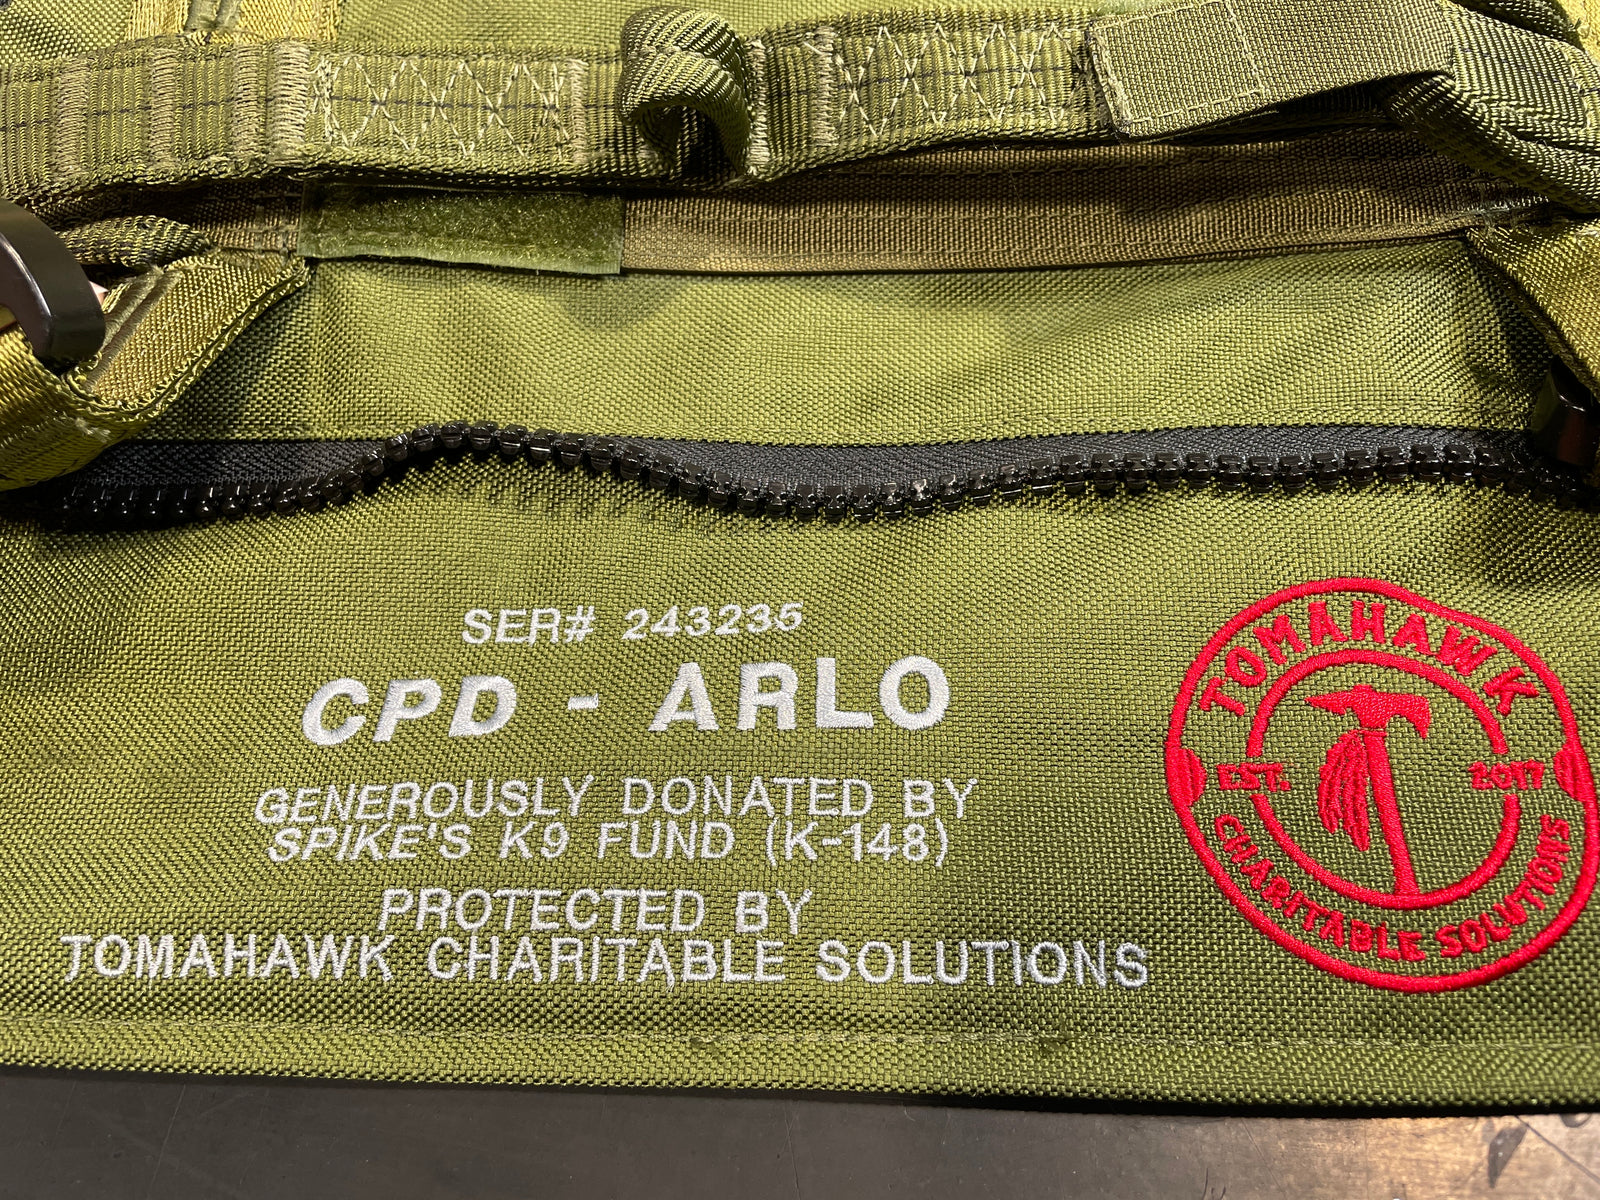 SER# 243235
CPD - ARLO
GENEROUSLY DONATED BY
SPIKE'S K9 FUND (K-148)
PROTECTED BY
TOMAHAWK CHARITABLE SOLUTIONS
TOMAHAWK
EST. 2017
CHARITABLE SOLUTIONS